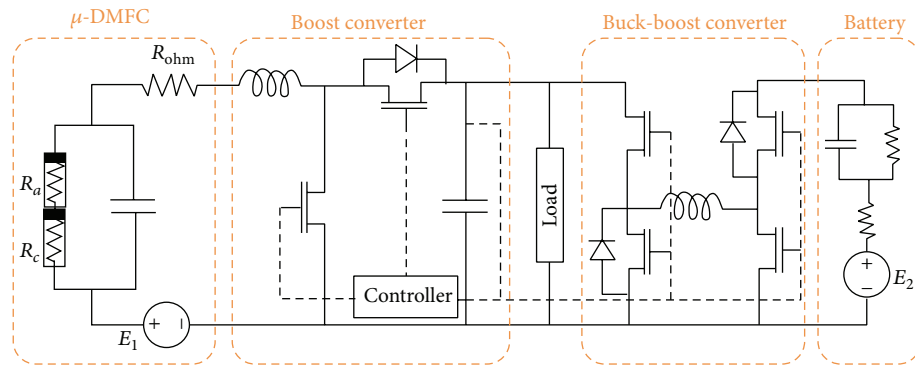 μ-DMFC
Boost converter
Buck-boost converter
Battery
R_ohm
R_a
R_c
Load
Controller
E_1
+
−
+
−
E_2